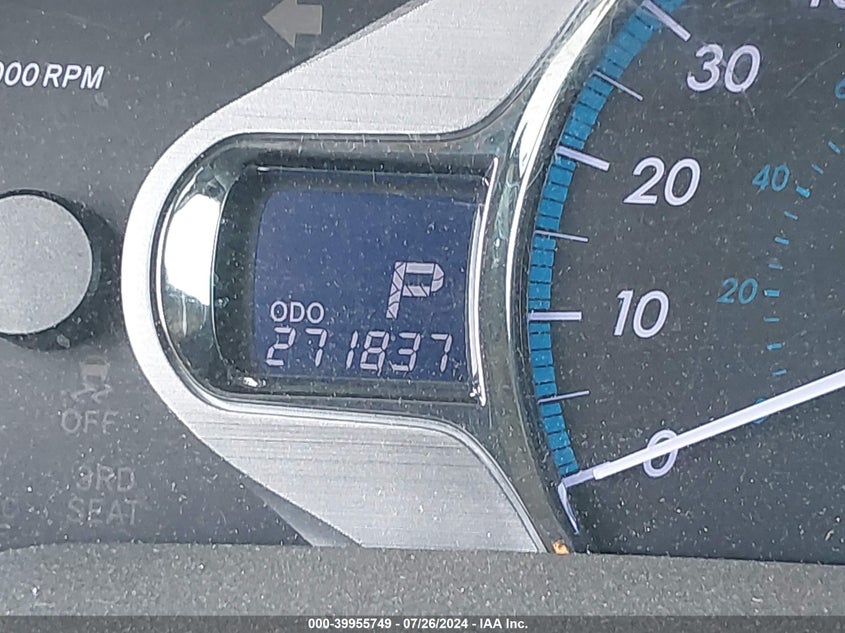 000 RPM
30
20
40
P
20
10
ODO
271837
OFF
0
3RD
SEAT
000-39955749 - 07/26/2024 - IAA Inc.